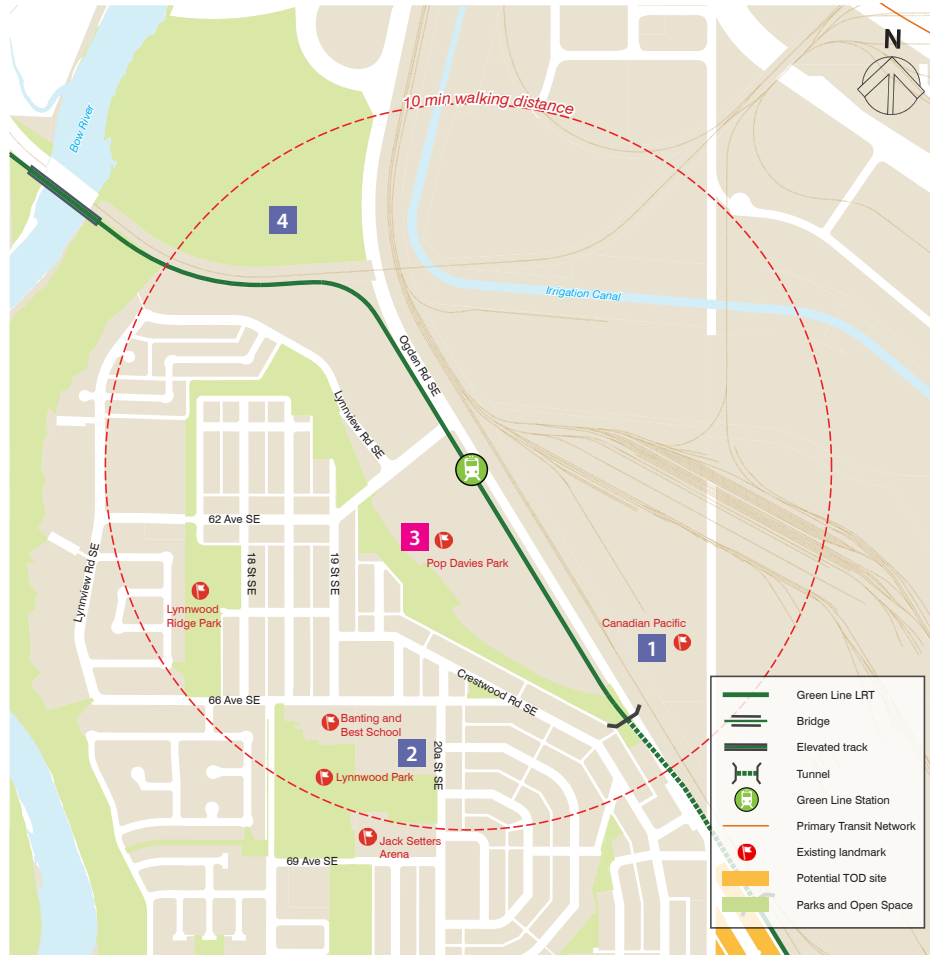 N
10 min walking distance
Bow River
4
Irrigation Canal
Ogden Rd SE
Lynnview Rd SE
62 Ave SE
3
Pop Davies Park
18 St SE
19 St SE
Lynnview Rd SE
Lynnwood
Ridge Park
Canadian Pacific
1
Crestwood Rd SE
66 Ave SE
Banting and
Best School
2
20a St SE
Lynnwood Park
Jack Setters
Arena
69 Ave SE
Green Line LRT
Bridge
Elevated track
Tunnel
Green Line Station
Primary Transit Network
Existing landmark
Potential TOD site
Parks and Open Space